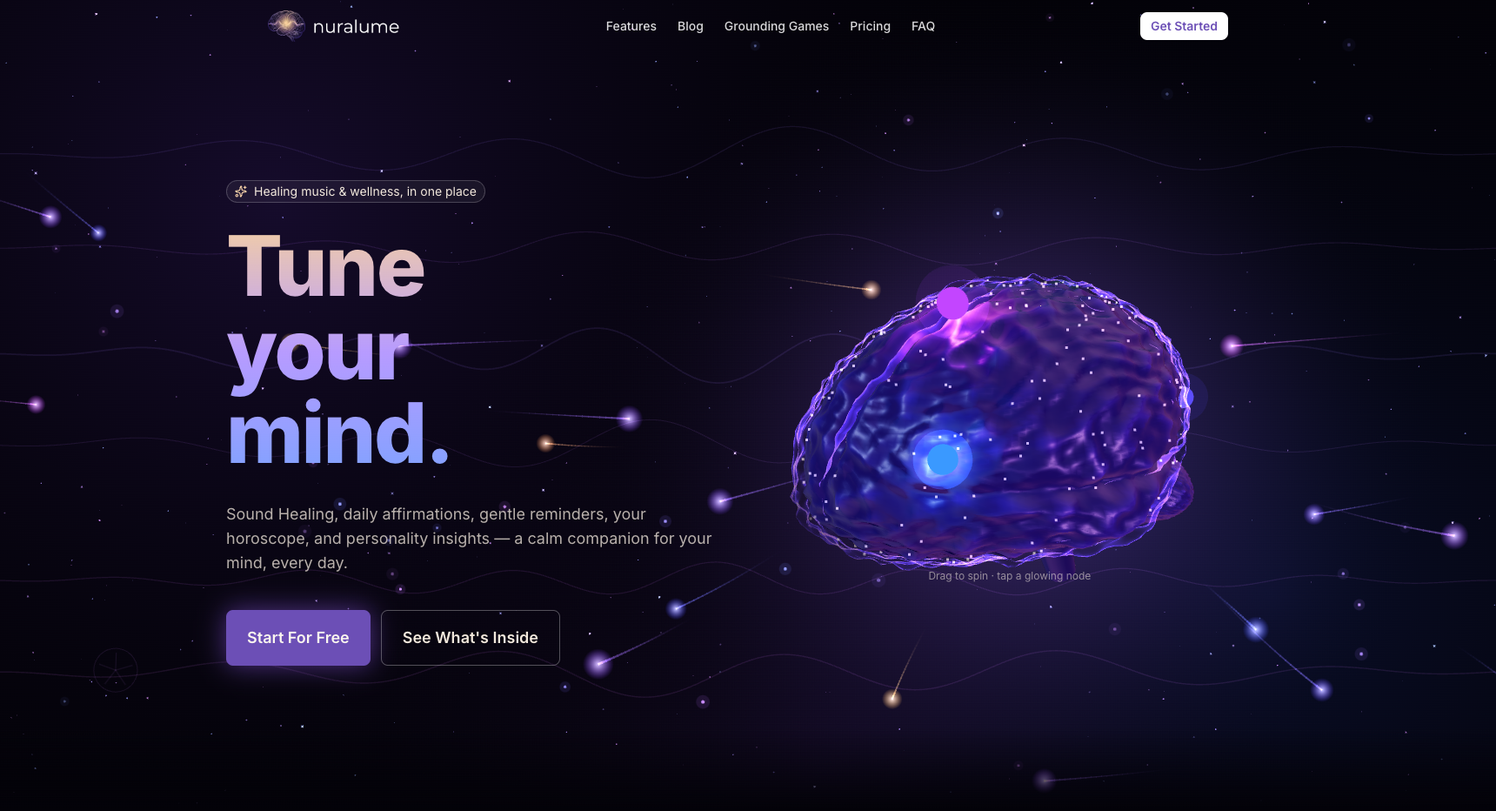 nuralume
Features
Blog
Grounding Games
Pricing
FAQ
Get Started
Healing music & wellness, in one place
Tune
your
mind.
Sound Healing, daily affirmations, gentle reminders, your
horoscope, and personality insights — a calm companion for your
mind, every day.
Start For Free
See What's Inside
Drag to spin · tap a glowing node